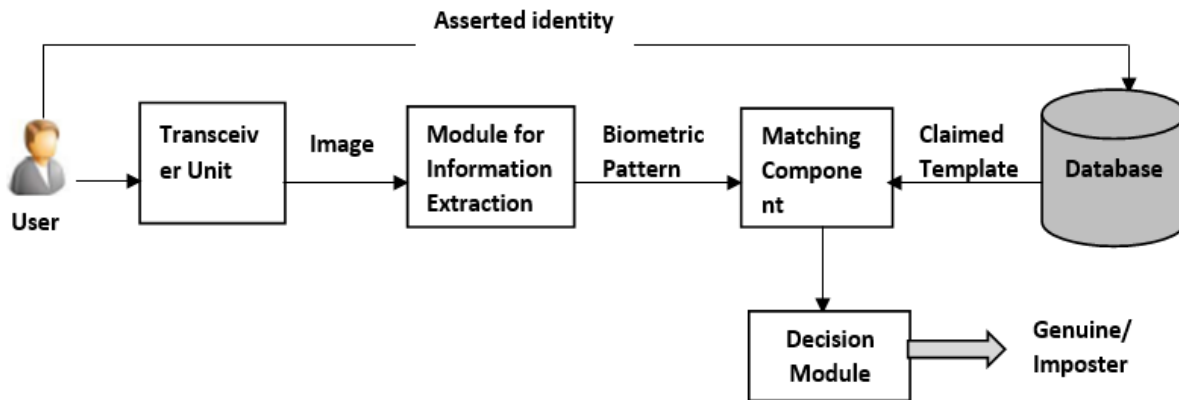 Asserted identity
Transceiv
er Unit
Image
Module for
Information
Extraction
Biometric
Pattern
Matching
Compone
nt
Claimed
Template
Database
User
Decision
Module
Genuine/
Imposter